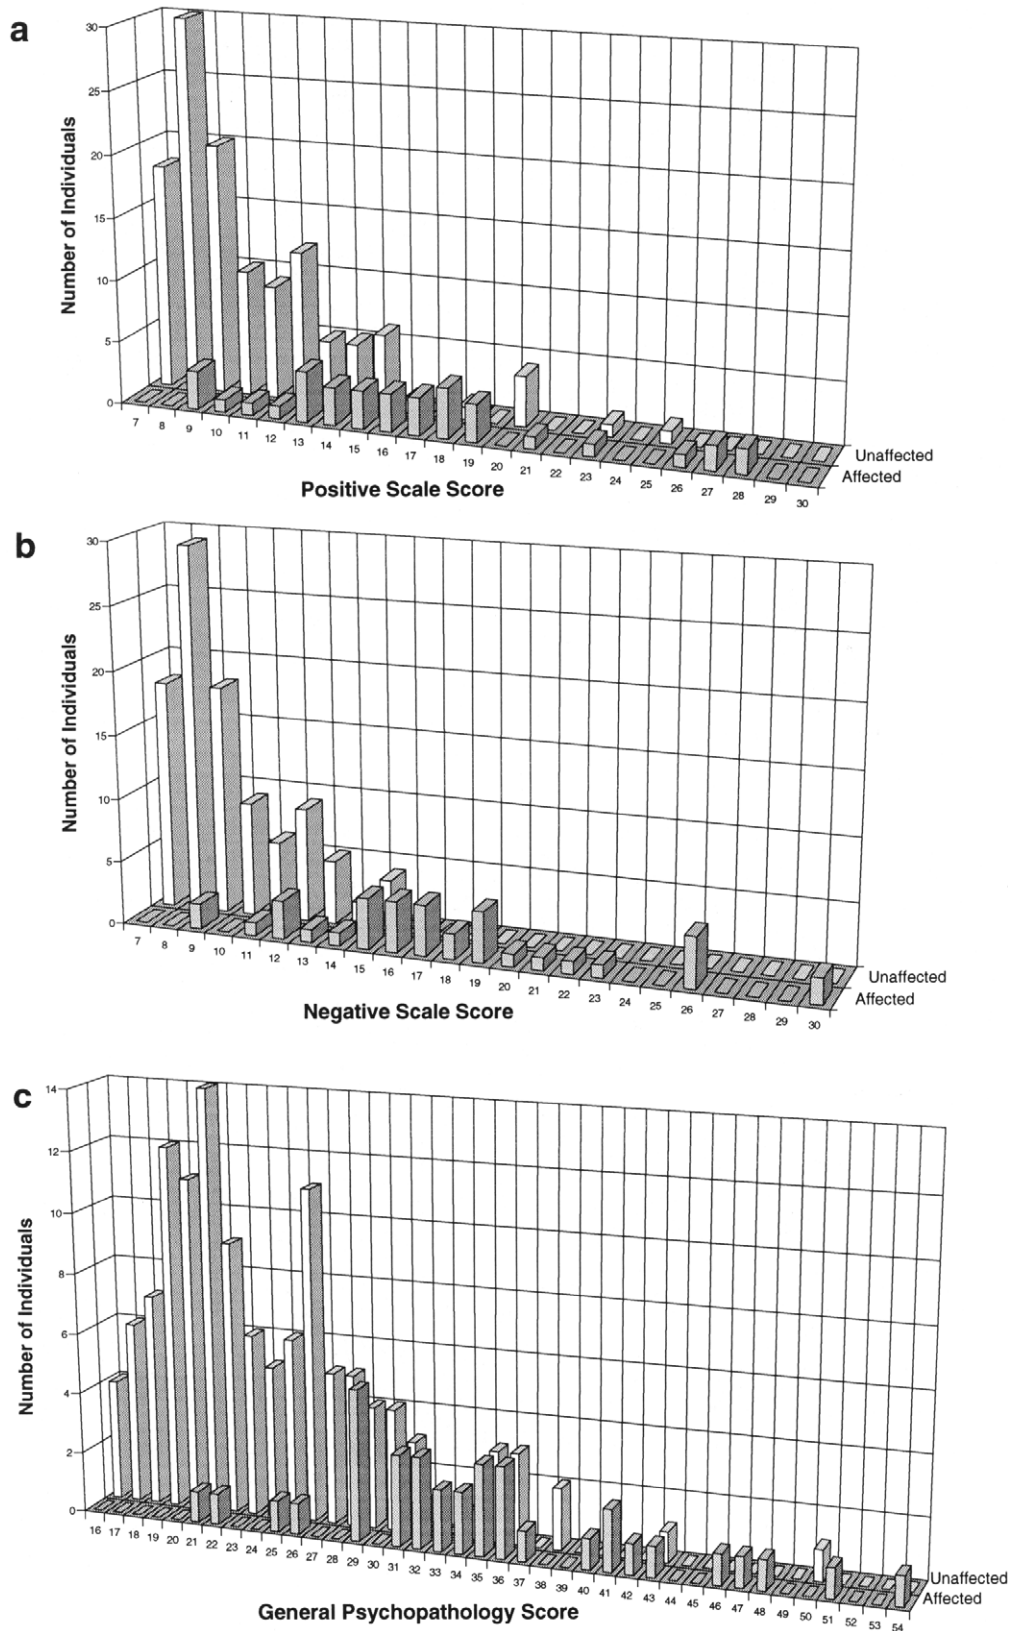 a
30
25
20
15
10
5
0
Number of Individuals
7 8 9 10 11 12 13 14 15 16 17 18 19 20 21 22 23 24 25 26 27 28 29 30
Unaffected
Affected
Positive Scale Score
b
30
25
20
15
10
5
0
Number of Individuals
7 8 9 10 11 12 13 14 15 16 17 18 19 20 21 22 23 24 25 26 27 28 29 30
Unaffected
Affected
Negative Scale Score
c
14
12
10
8
6
4
2
0
Number of Individuals
16 17 18 19 20 21 22 23 24 25 26 27 28 29 30 31 32 33 34 35 36 37 38 39 40 41 42 43 44 45 46 47 48 49 50 51 52 53 54
Unaffected
Affected
General Psychopathology Score